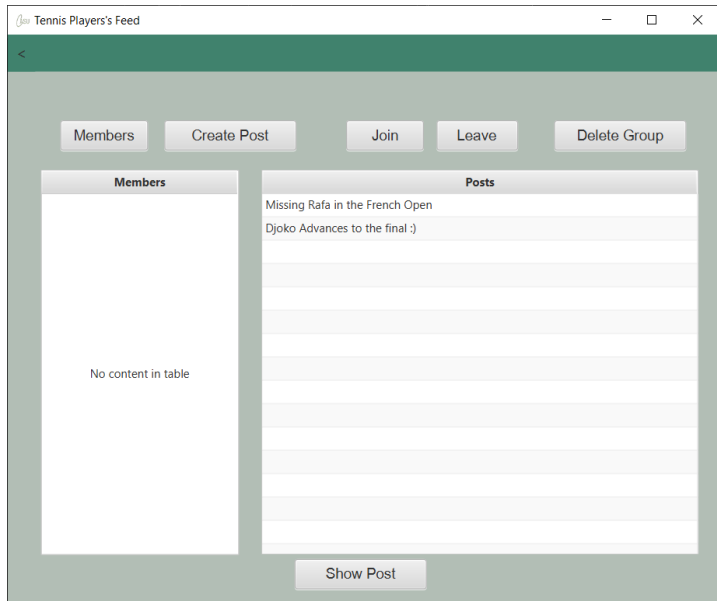 Tennis Players's Feed
<
Members Create Post Join Leave Delete Group
Members Posts
Missing Rafa in the French Open
Djoko Advances to the final :)
No content in table
Show Post